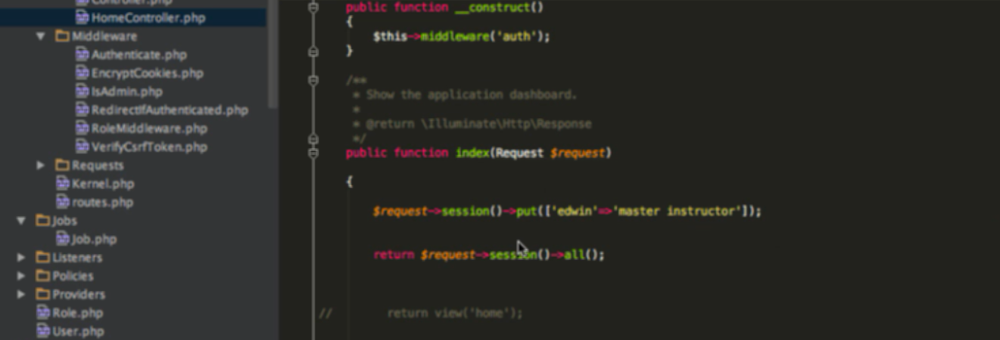 Controller.php
HomeController.php
Middleware
Authenticate.php
EncryptCookies.php
IsAdmin.php
RedirectIfAuthenticated.php
RoleMiddleware.php
VerifyCsrfToken.php
Requests
Kernel.php
routes.php
Jobs
Job.php
Listeners
Policies
Providers
Role.php
User.php
public function __construct()
{
$this->middleware('auth');
}
/**
* Show the application dashboard.
*
* @return \Illuminate\Http\Response
*/
public function index(Request $request)
{
$request->session()->put(['edwin'=>'master instructor']);
return $request->session()->all();
// return view('home');